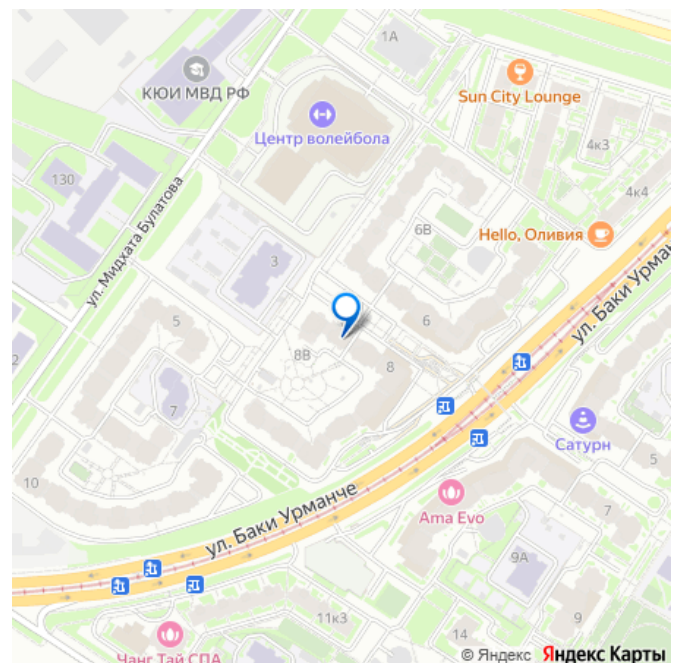 1А
КЮИ МВД РФ
Sun City Lounge
Центр волейбола
4к3
130
4к4
ул. Мидхата Булатова
6В
Hello, Оливия
3
ул. Баки Урманче
5
6
8В
8
2
7
Сатурн
5
10
Ama Evo
7
ул. Баки Урманче
9А
11к3
9
14
Чанг Тай СПА
© Яндекс Яндекс Карты